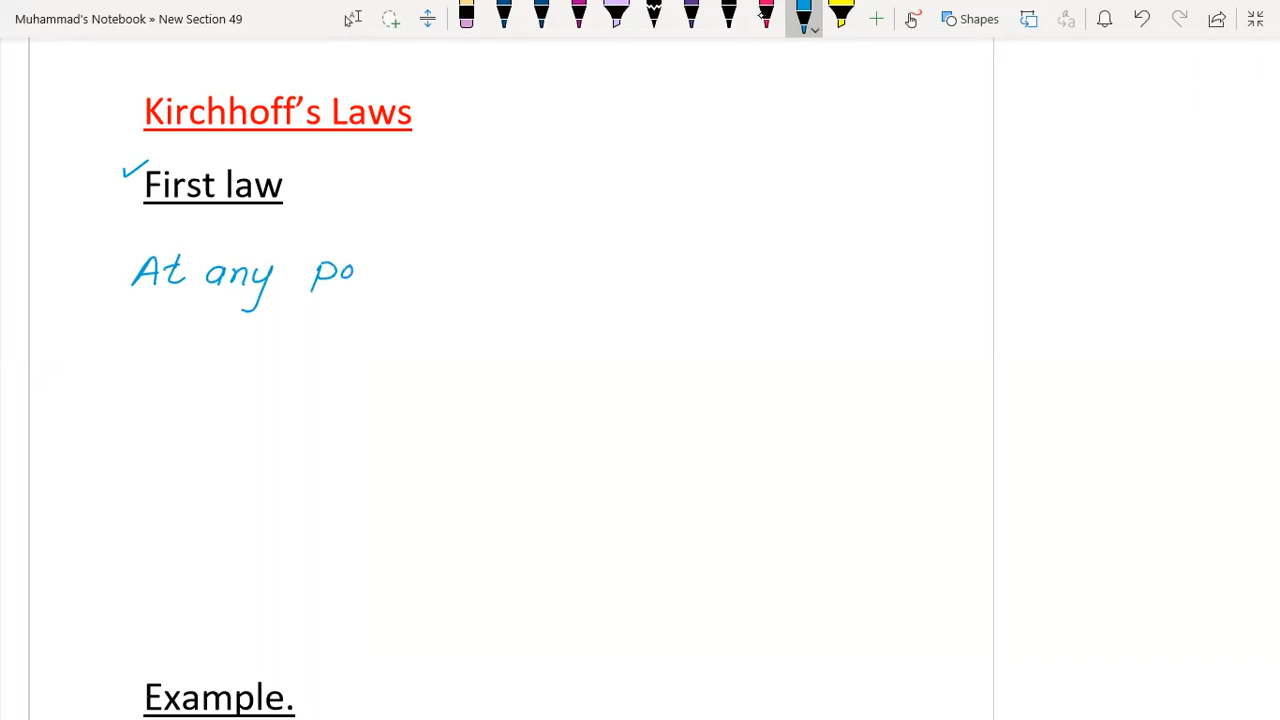 Muhammad's Notebook » New Section 49
Shapes
Kirchhoff's Laws
First law
At any po
Example.